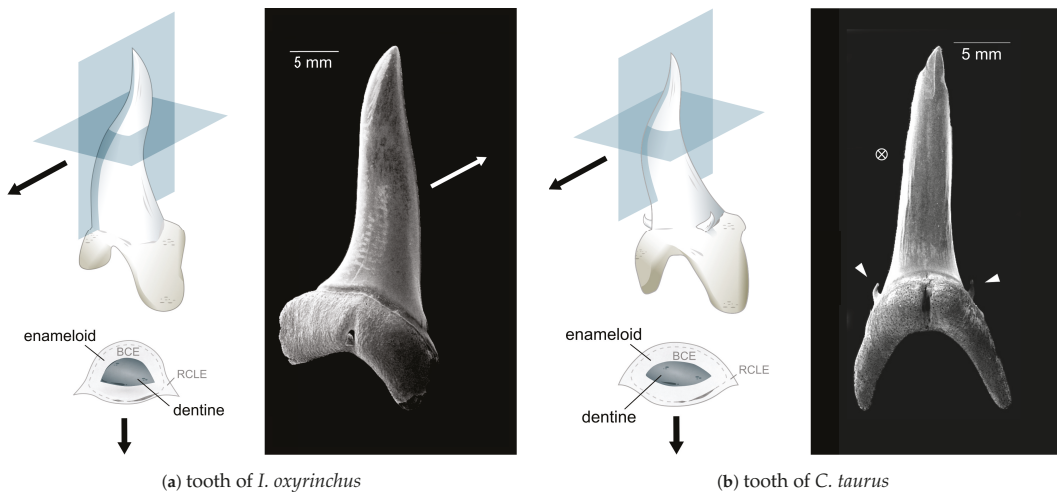 5 mm
enameloid
BCE
RCLE
dentine
5 mm
enameloid
BCE
RCLE
dentine
(a) tooth of I. oxyrinchus
(b) tooth of C. taurus